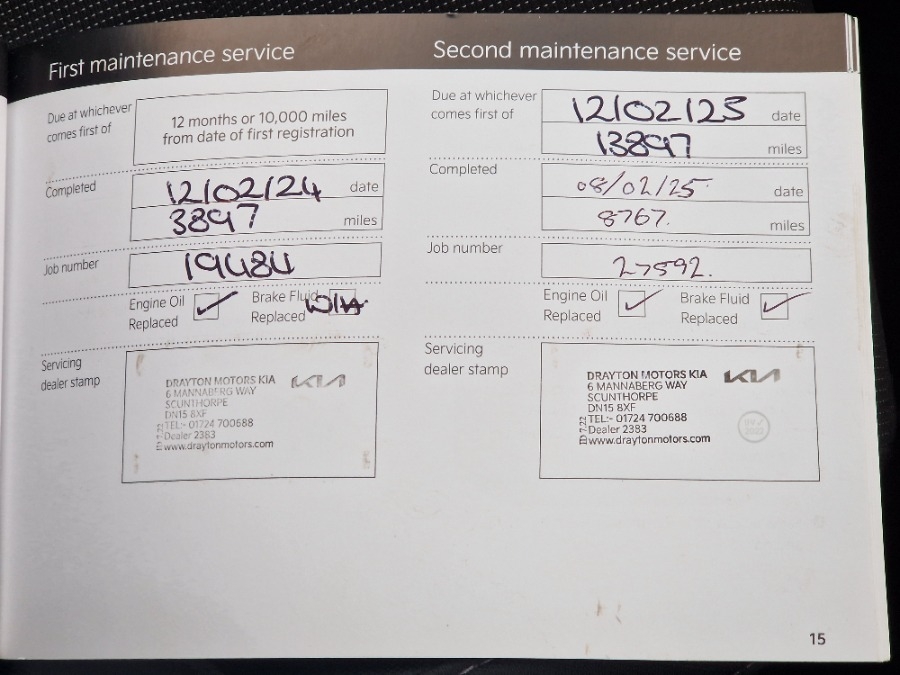 First maintenance service
Due at whichever
comes first of
12 months or 10,000 miles
from date of first registration
Completed
12/02/24 date
3897 miles
Job number
19484
Engine Oil
Replaced
Brake Fluid
Replaced
N/A
Servicing
dealer stamp
DRAYTON MOTORS KIA
KIA
6 MANNABERG WAY
SCUNTHORPE
DN15 8XF
TEL:- 01724 700688
Dealer 2383
www.draytonmotors.com
Second maintenance service
Due at whichever
comes first of
12/02/25 date
13897 miles
Completed
08/02/25 date
8767. miles
Job number
27592.
Engine Oil
Replaced
Brake Fluid
Replaced
Servicing
dealer stamp
DRAYTON MOTORS KIA
KIA
6 MANNABERG WAY
SCUNTHORPE
DN15 8XF
TEL:- 01724 700688
Dealer 2383
www.draytonmotors.com
15